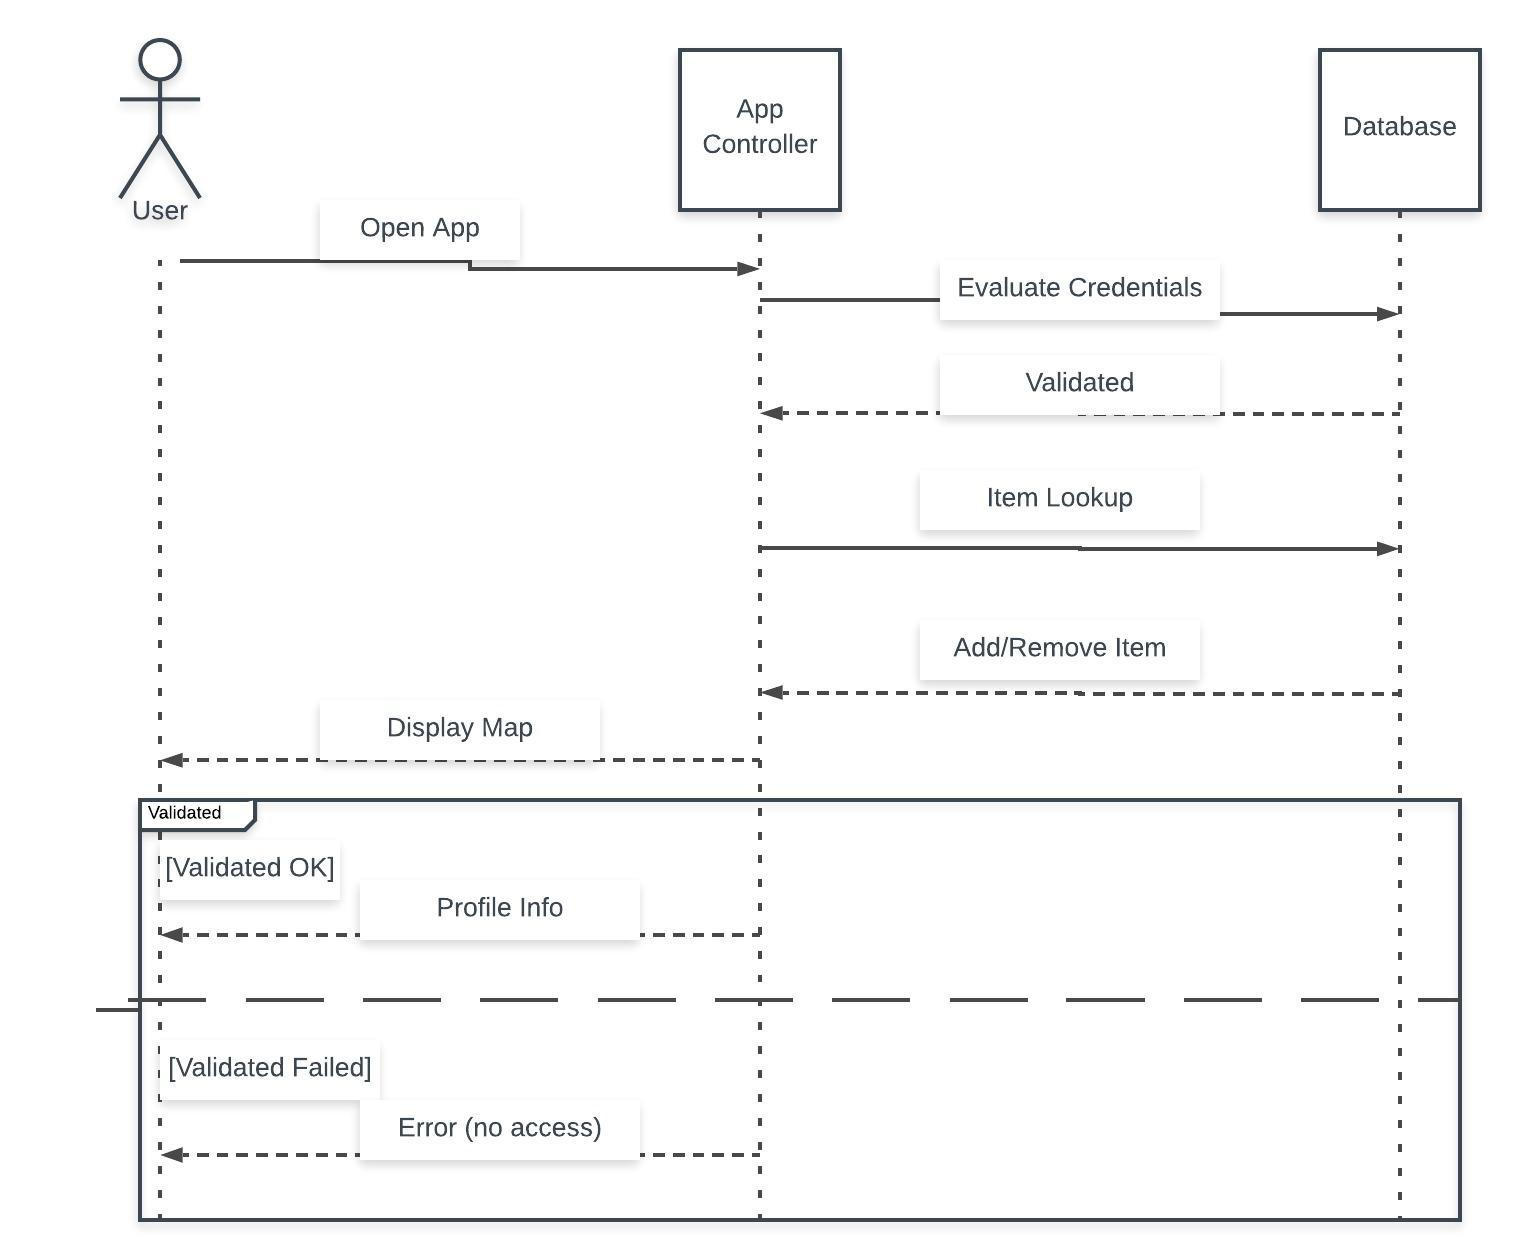 App
Controller
Database
User
Open App
Evaluate Credentials
Validated
Item Lookup
Add/Remove Item
Display Map
Validated
[Validated OK]
Profile Info
[Validated Failed]
Error (no access)